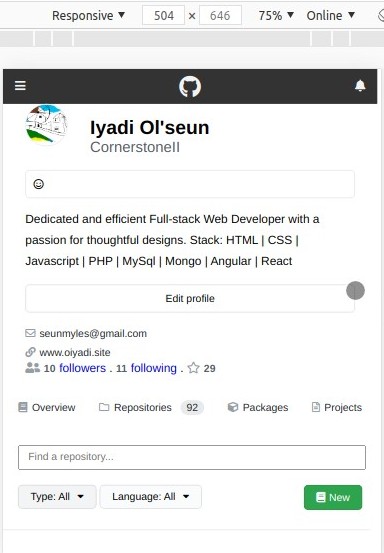 Responsive ▼ 504 × 646 75% ▼ Online ▼
Iyadi Ol'seun
CornerstoneII
Dedicated and efficient Full-stack Web Developer with a
passion for thoughtful designs. Stack: HTML | CSS |
Javascript | PHP | MySql | Mongo | Angular | React
Edit profile
seunmyles@gmail.com
www.oiyadi.site
10 followers . 11 following . 29
Overview Repositories 92 Packages Projects
Find a repository...
Type: All Language: All New